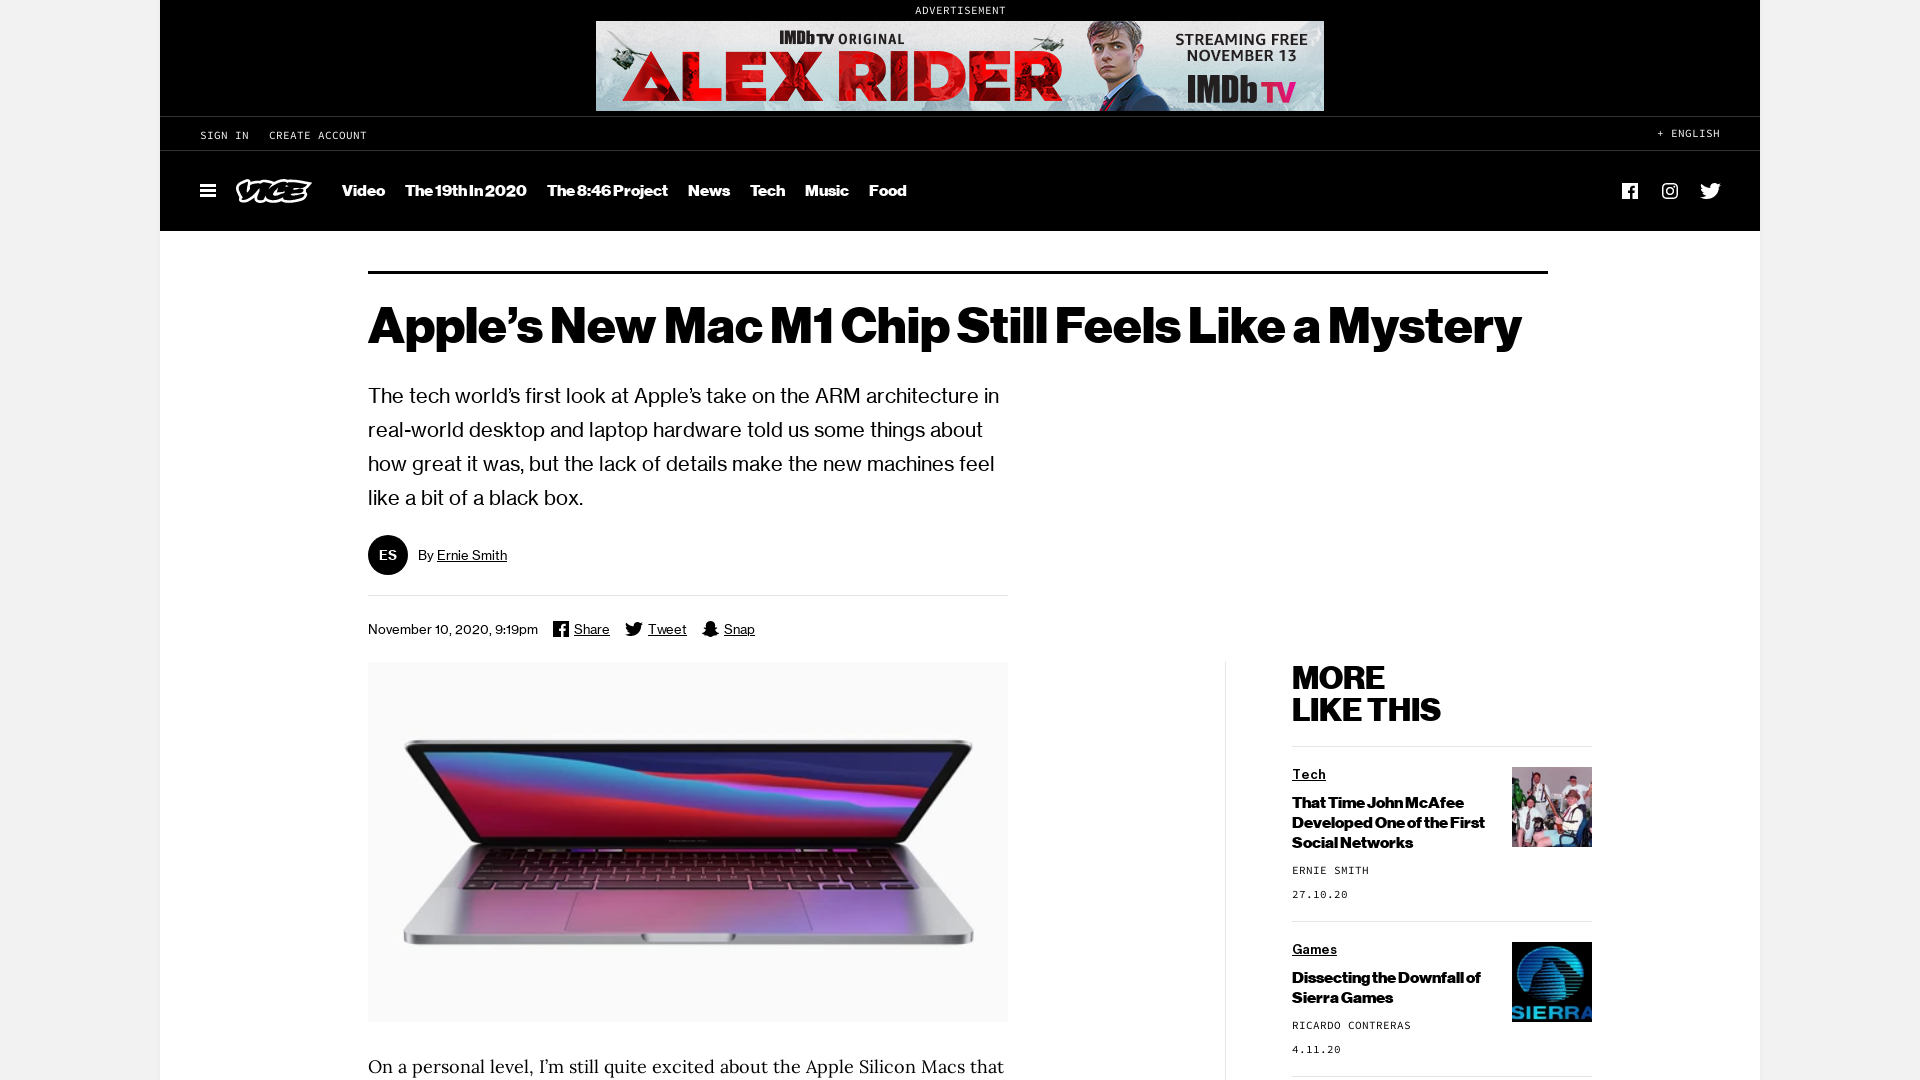 ADVERTISEMENT
IMDb TV ORIGINAL
ALEX RIDER
STREAMING FREE
NOVEMBER 13
IMDb TV
SIGN IN CREATE ACCOUNT
+ ENGLISH
VICE Video The 19th In 2020 The 8:46 Project News Tech Music Food
Apple’s New Mac M1 Chip Still Feels Like a Mystery
The tech world’s first look at Apple’s take on the ARM architecture in
real-world desktop and laptop hardware told us some things about
how great it was, but the lack of details make the new machines feel
like a bit of a black box.
ES By Ernie Smith
November 10, 2020, 9:19pm Share Tweet Snap
On a personal level, I’m still quite excited about the Apple Silicon Macs that
MORE
LIKE THIS
Tech
That Time John McAfee
Developed One of the First
Social Networks
ERNIE SMITH
27.10.20
Games
Dissecting the Downfall of
Sierra Games
RICARDO CONTRERAS
4.11.20
SIERRA